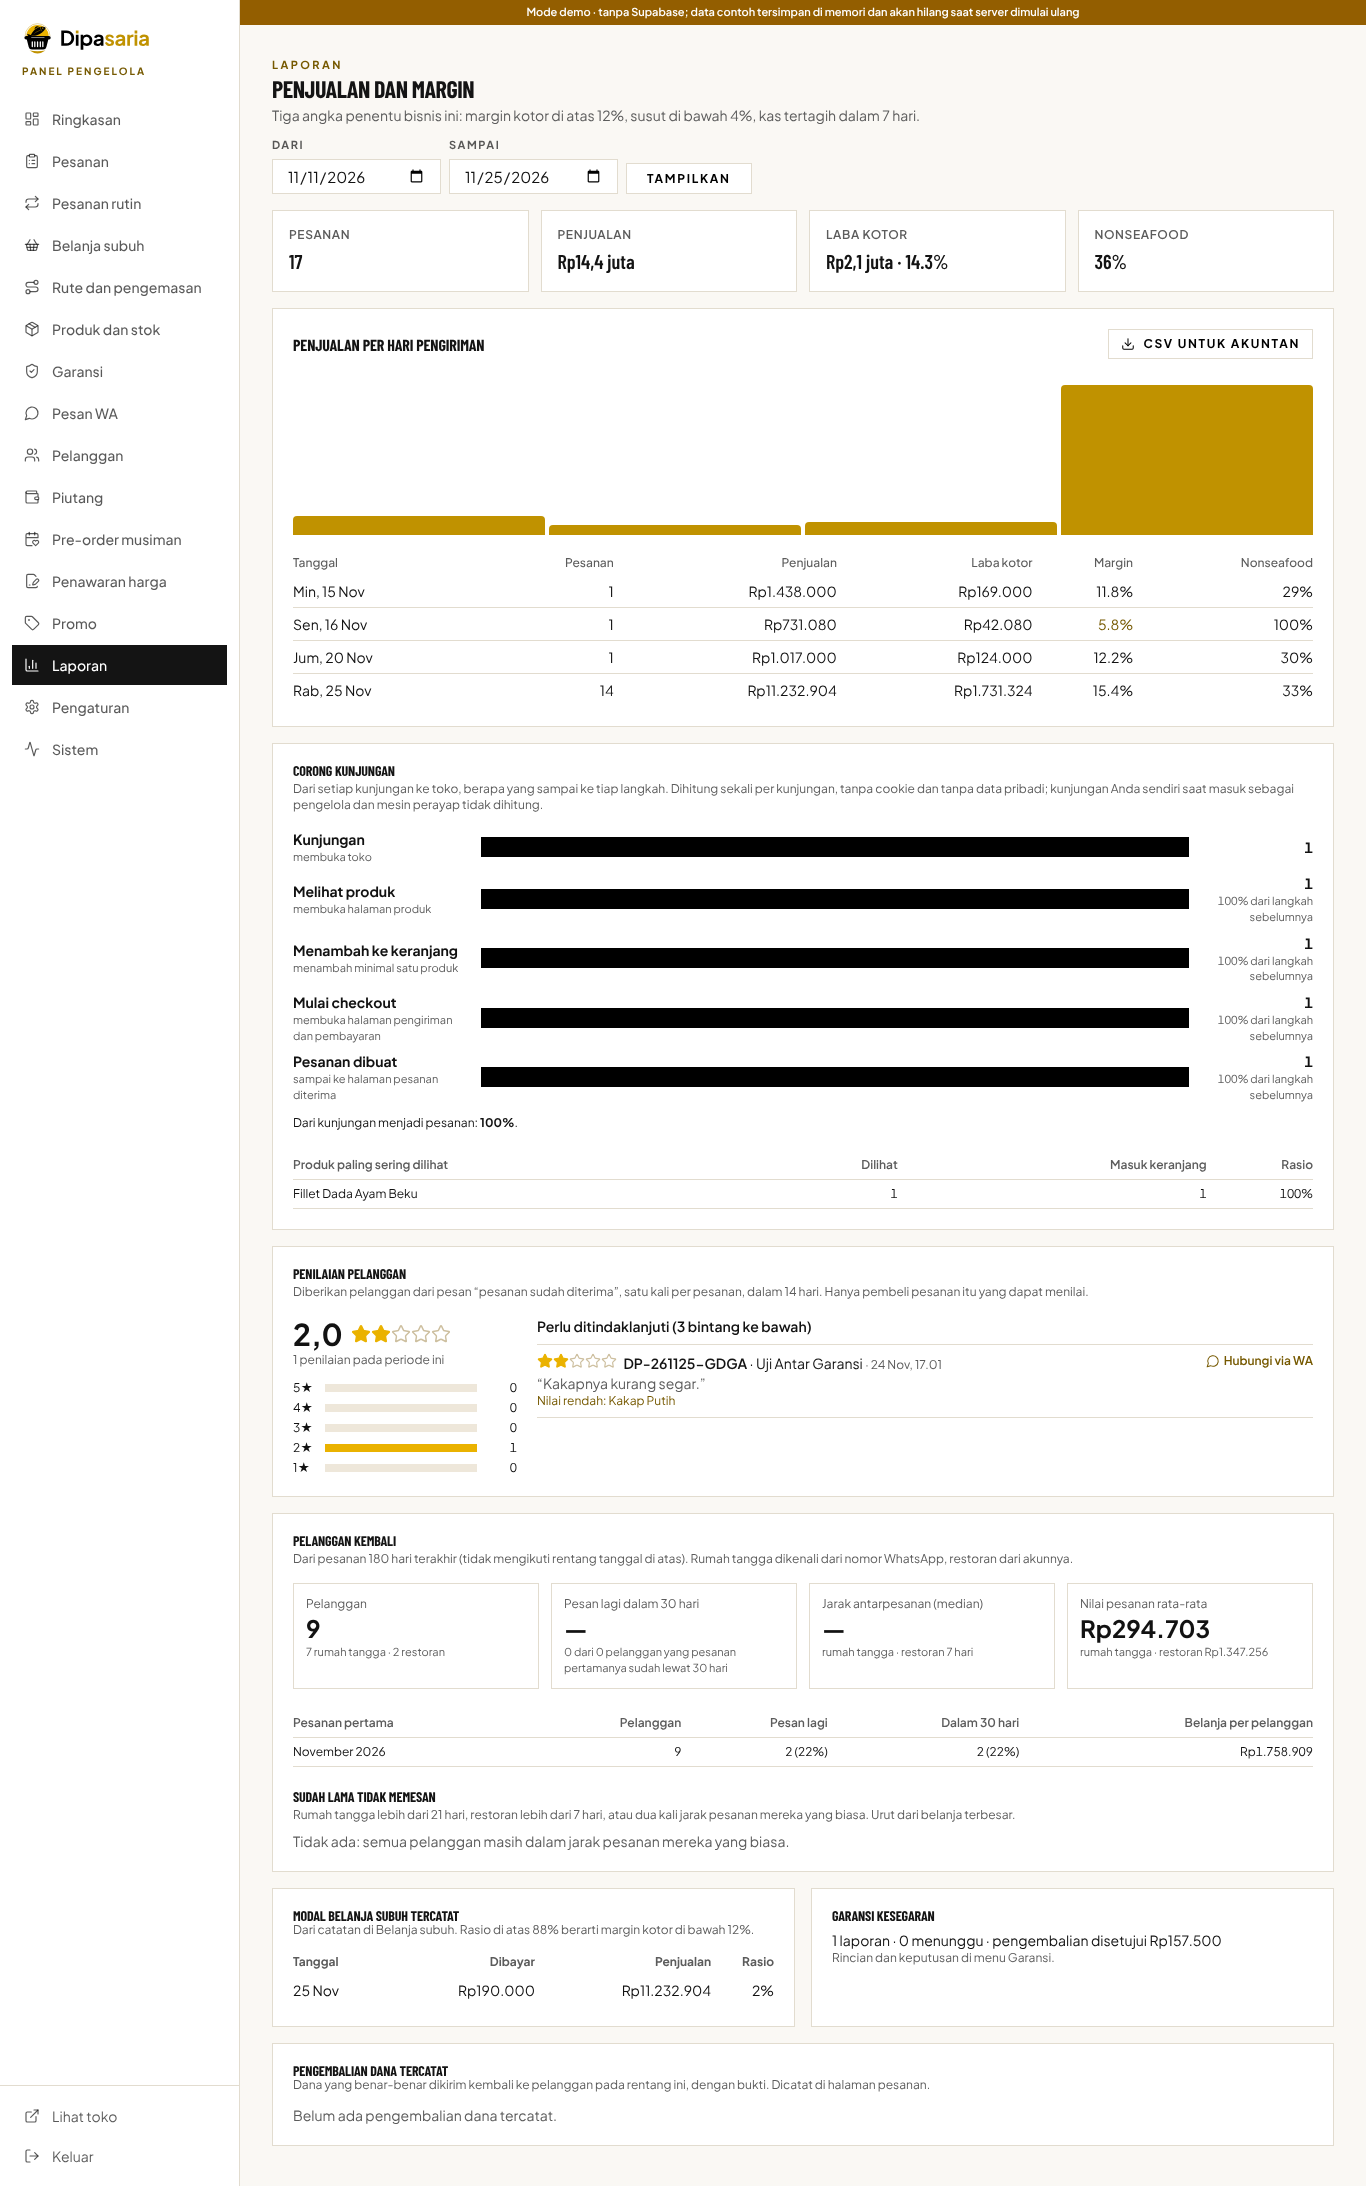 Mode demo · tanpa Supabase; data contoh tersimpan di memori dan akan hilang saat server dimulai ulang
Dipasaria
PANEL PENGELOLA
Ringkasan
Pesanan
Pesanan rutin
Belanja subuh
Rute dan pengemasan
Produk dan stok
Garansi
Pesan WA
Pelanggan
Piutang
Pre-order musiman
Penawaran harga
Promo
Laporan
Pengaturan
Sistem
Lihat toko
Keluar
LAPORAN
PENJUALAN DAN MARGIN
Tiga angka penentu bisnis ini: margin kotor di atas 12%, susut di bawah 4%, kas tertagih dalam 7 hari.
DARI SAMPAI
11/11/2026 11/25/2026 TAMPILKAN
PESANAN PENJUALAN LABA KOTOR NONSEAFOOD
17 Rp14,4 juta Rp2,1 juta · 14.3% 36%
PENJUALAN PER HARI PENGIRIMAN CSV UNTUK AKUNTAN
Tanggal Pesanan Penjualan Laba kotor Margin Nonseafood
Min, 15 Nov 1 Rp1.438.000 Rp169.000 11.8% 29%
Sen, 16 Nov 1 Rp731.080 Rp42.080 5.8% 100%
Jum, 20 Nov 1 Rp1.017.000 Rp124.000 12.2% 30%
Rab, 25 Nov 14 Rp11.232.904 Rp1.731.324 15.4% 33%
CORONG KUNJUNGAN
Dari setiap kunjungan ke toko, berapa yang sampai ke tiap langkah. Dihitung sekali per kunjungan, tanpa cookie dan tanpa data pribadi; kunjungan Anda sendiri saat masuk sebagai
pengelola dan mesin perayap tidak dihitung.
Kunjungan 1
membuka toko
Melihat produk 1
membuka halaman produk 100% dari langkah
sebelumnya
Menambah ke keranjang 1
menambah minimal satu produk 100% dari langkah
sebelumnya
Mulai checkout 1
membuka halaman pengiriman 100% dari langkah
dan pembayaran sebelumnya
Pesanan dibuat 1
sampai ke halaman pesanan 100% dari langkah
diterima sebelumnya
Dari kunjungan menjadi pesanan: 100%.
Produk paling sering dilihat Dilihat Masuk keranjang Rasio
Fillet Dada Ayam Beku 1 1 100%
PENILAIAN PELANGGAN
Diberikan pelanggan dari pesan “pesanan sudah diterima”, satu kali per pesanan, dalam 14 hari. Hanya pembeli pesanan itu yang dapat menilai.
2,0
1 penilaian pada periode ini
5★ 0
4★ 0
3★ 0
2★ 1
1★ 0
Perlu ditindaklanjuti (3 bintang ke bawah)
DP-261125-GDGA · Uji Antar Garansi · 24 Nov, 17.01 Hubungi via WA
“Kakapnya kurang segar.”
Nilai rendah: Kakap Putih
PELANGGAN KEMBALI
Dari pesanan 180 hari terakhir (tidak mengikuti rentang tanggal di atas). Rumah tangga dikenali dari nomor WhatsApp, restoran dari akunnya.
Pelanggan
9
7 rumah tangga · 2 restoran
Pesan lagi dalam 30 hari
—
0 dari 0 pelanggan yang pesanan
pertamanya sudah lewat 30 hari
Jarak antarpesanan (median)
—
rumah tangga · restoran 7 hari
Nilai pesanan rata-rata
Rp294.703
rumah tangga · restoran Rp1.347.256
Pesanan pertama Pelanggan Pesan lagi Dalam 30 hari Belanja per pelanggan
November 2026 9 2 (22%) 2 (22%) Rp1.758.909
SUDAH LAMA TIDAK MEMESAN
Rumah tangga lebih dari 21 hari, restoran lebih dari 7 hari, atau dua kali jarak pesanan mereka yang biasa. Urut dari belanja terbesar.
Tidak ada: semua pelanggan masih dalam jarak pesanan mereka yang biasa.
MODAL BELANJA SUBUH TERCATAT
Dari catatan di Belanja subuh. Rasio di atas 88% berarti margin kotor di bawah 12%.
Tanggal Dibayar Penjualan Rasio
25 Nov Rp190.000 Rp11.232.904 2%
GARANSI KESEGARAN
1 laporan · 0 menunggu · pengembalian disetujui Rp157.500
Rincian dan keputusan di menu Garansi.
PENGEMBALIAN DANA TERCATAT
Dana yang benar-benar dikirim kembali ke pelanggan pada rentang ini, dengan bukti. Dicatat di halaman pesanan.
Belum ada pengembalian dana tercatat.